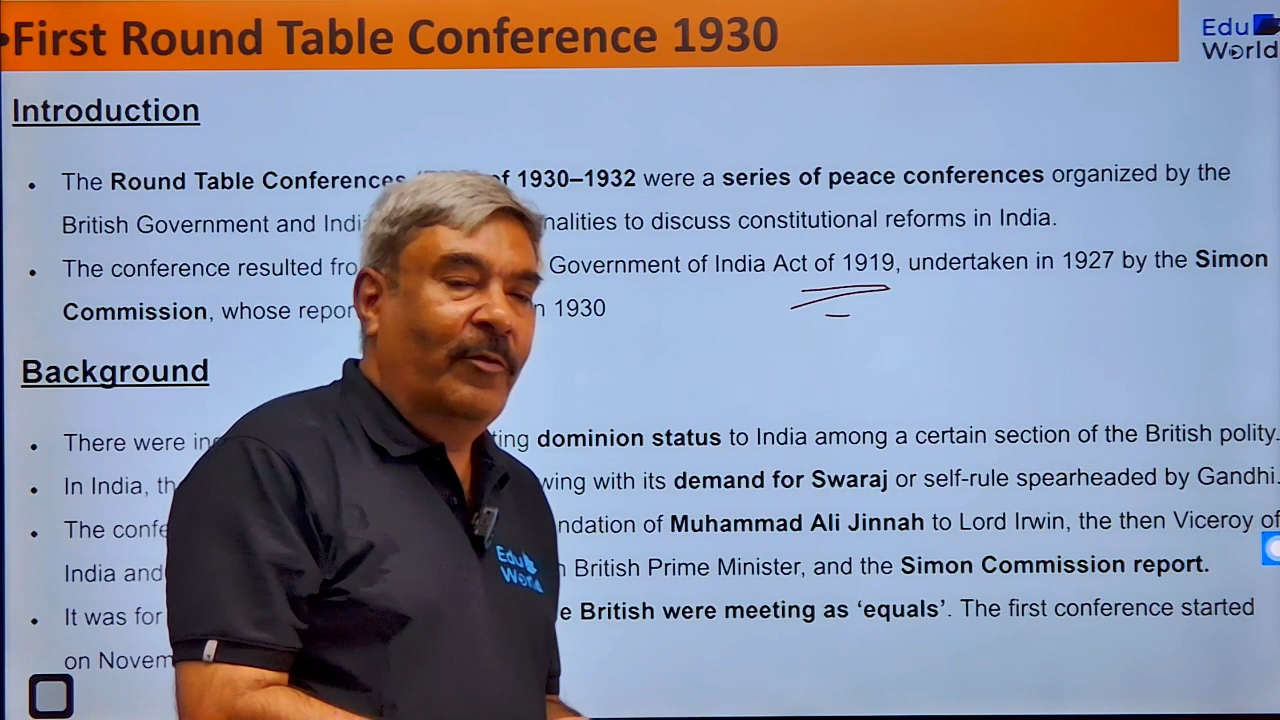 •First Round Table Conference 1930
Edu
World
Introduction
• The Round Table Conferences of 1930–1932 were a series of peace conferences organized by the
British Government and Indi nalities to discuss constitutional reforms in India.
• The conference resulted fro Government of India Act of 1919, undertaken in 1927 by the Simon
Commission, whose repor n 1930
Background
• There were inc ting dominion status to India among a certain section of the British polity.
• In India, th wing with its demand for Swaraj or self-rule spearheaded by Gandhi.
• The confe ndation of Muhammad Ali Jinnah to Lord Irwin, the then Viceroy of
India and British Prime Minister, and the Simon Commission report.
• It was for e British were meeting as ‘equals’. The first conference started
on Novem
Edu
World